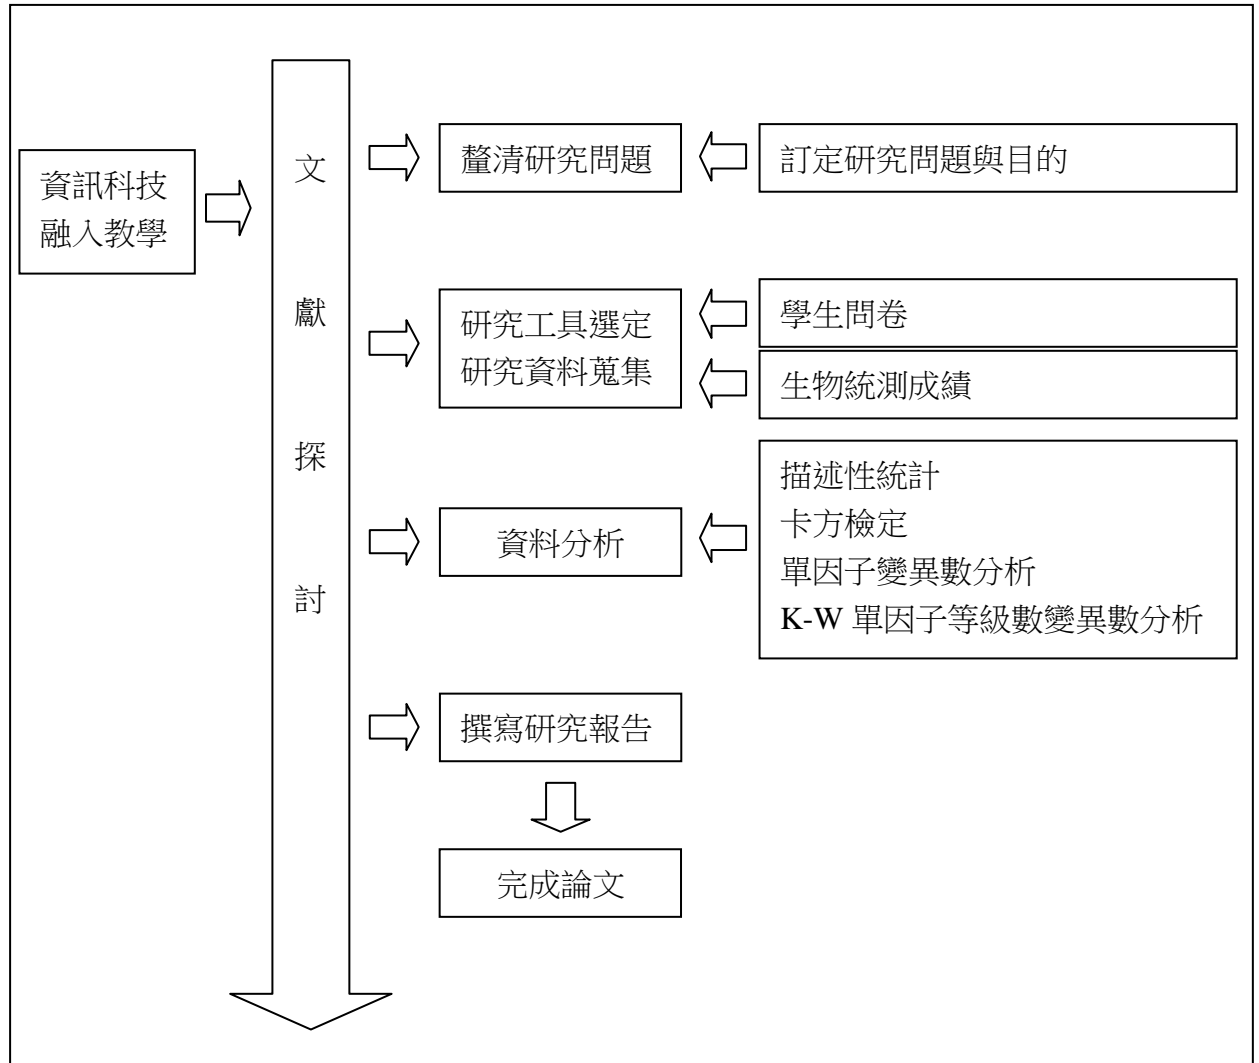 資訊科技
融入教學
文
獻
探
討
釐清研究問題
訂定研究問題與目的
研究工具選定
研究資料蒐集
學生問卷
生物統測成績
資料分析
描述性統計
卡方檢定
單因子變異數分析
K-W 單因子等級數變異數分析
撰寫研究報告
完成論文